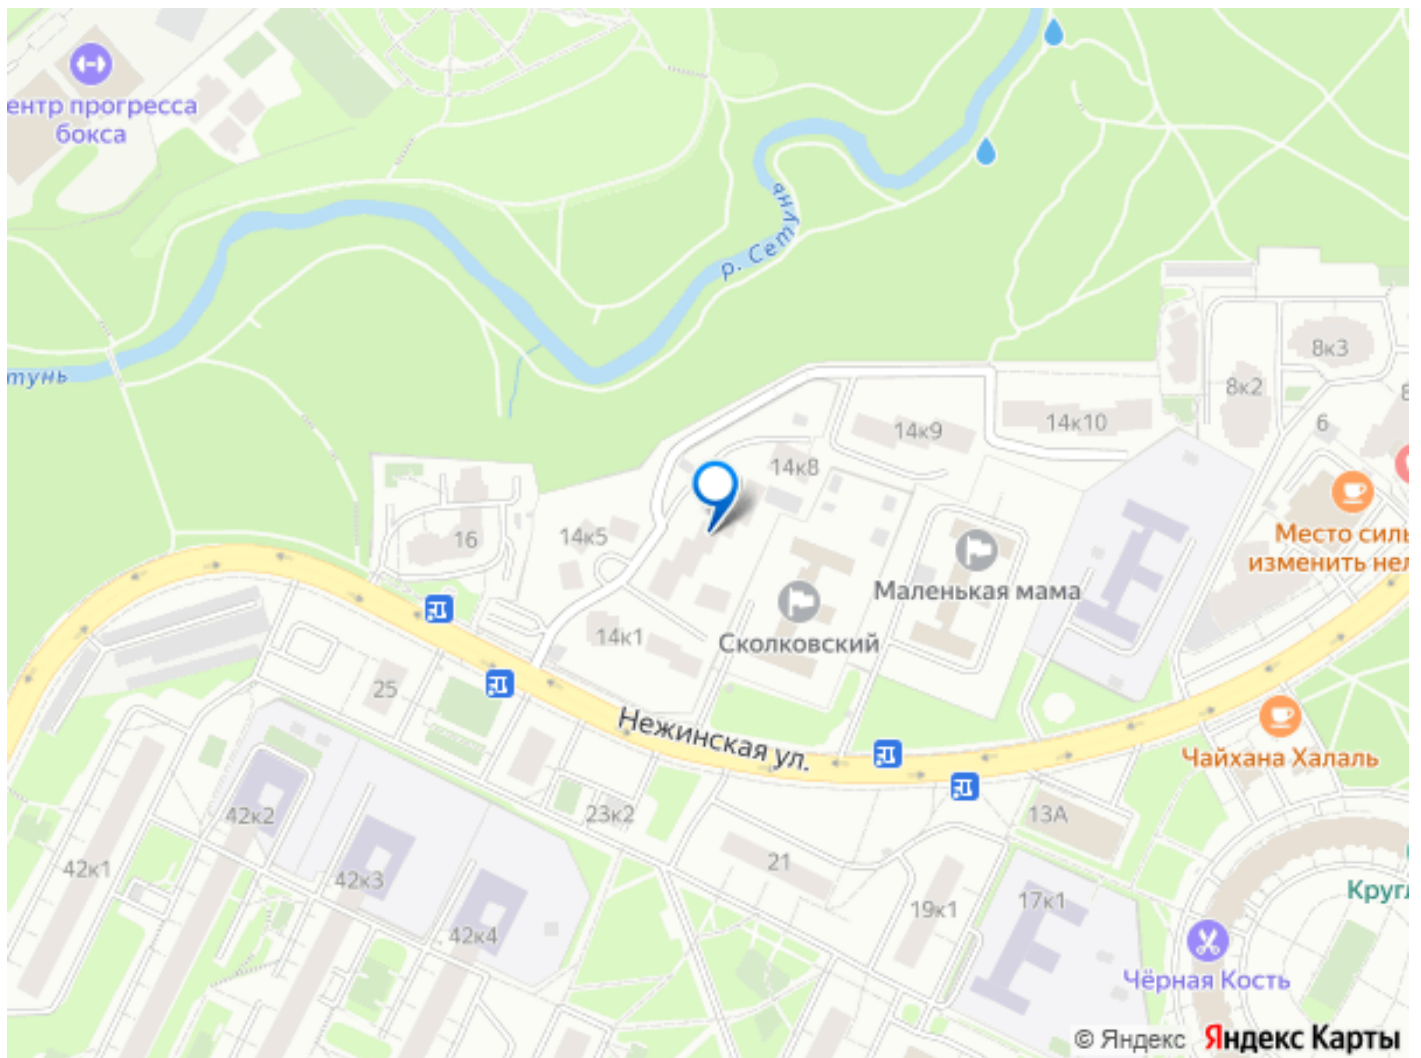 ентр прогресса
бокса
р. Сетунь
тунь
8к3
8к2
6
8
14к10
14к9
14к8
14к5
16
14к1
Место силь
изменить нел
Маленькая мама
Сколковский
25
Нежинская ул.
Чайхана Халаль
42к2
23к2
13А
42к1
42к3
21
19к1
17к1
Кругл
42к4
Чёрная Кость
© Яндекс Яндекс Карты